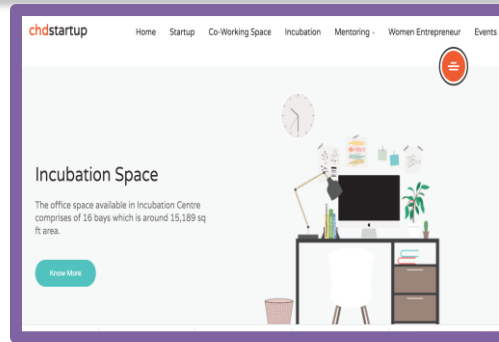 chdstartup
Home Startup Co-Working Space Incubation Mentoring - Women Entrepreneur Events
Incubation Space
The office space available in Incubation Centre
comprises of 16 bays which is around 15,189 sq
ft area.
Know More